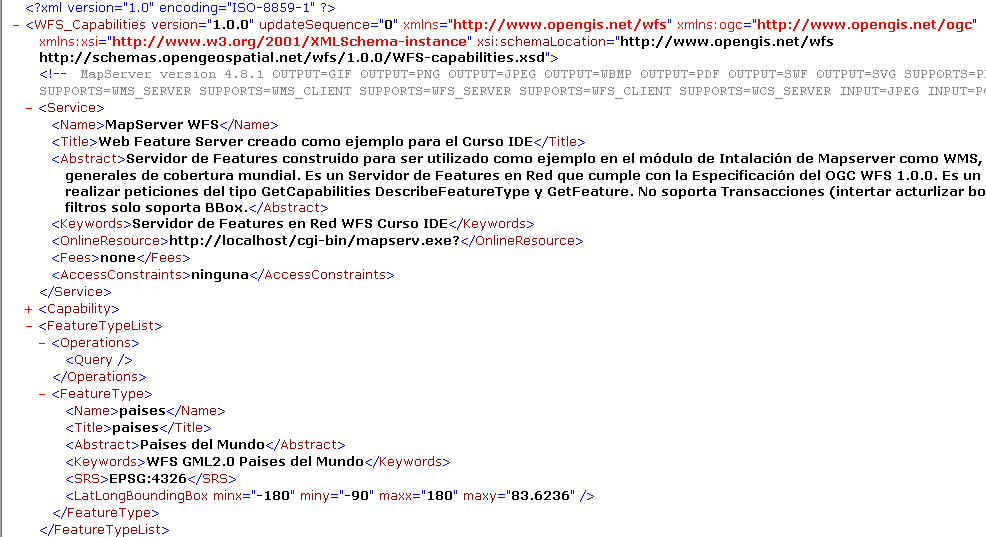 <?xml version="1.0" encoding="ISO-8859-1" ?>
- <WFS_Capabilities version="1.0.0" updateSequence="0" xmlns="http://www.opengis.net/wfs" xmlns:ogc="http://www.opengis.net/ogc"
xmlns:xsi="http://www.w3.org/2001/XMLSchema-instance" xsi:schemaLocation="http://www.opengis.net/wfs
http://schemas.opengeospatial.net/wfs/1.0.0/WFS-capabilities.xsd">
<!-- MapServer version 4.8.1 OUTPUT=GIF OUTPUT=PNG OUTPUT=JPEG OUTPUT=WBMP OUTPUT=PDF OUTPUT=SWF OUTPUT=SVG
SUPPORTS=WMS_SERVER SUPPORTS=WMS_CLIENT SUPPORTS=WFS_SERVER SUPPORTS=WFS_CLIENT SUPPORTS=WCS_SERVER INPUT=JPEG
- <Service>
<Name>MapServer WFS</Name>
<Title>Web Feature Server creado como ejemplo para el Curso IDE</Title>
<Abstract>Servidor de Features construido para ser utilizado como ejemplo en el módulo de Intalación de Mapserver como WMS,
generales de cobertura mundial. Es un Servidor de Features en Red que cumple con la Especificación del OGC WFS 1.0.0. Es un
realizar peticiones del tipo GetCapabilities DescribeFeatureType y GetFeature. No soporta Transacciones (intertar acturlizar bo
filtros solo soporta BBox.</Abstract>
<Keywords>Servidor de Features en Red WFS Curso IDE</Keywords>
<OnlineResource>http://localhost/cgi-bin/mapserv.exe?</OnlineResource>
<Fees>none</Fees>
<AccessConstraints>ninguna</AccessConstraints>
</Service>
+ <Capability>
- <FeatureTypeList>
- <Operations>
<Query />
</Operations>
- <FeatureType>
<Name>paises</Name>
<Title>paises</Title>
<Abstract>Paises del Mundo</Abstract>
<Keywords>WFS GML2.0 Paises del Mundo</Keywords>
<SRS>EPSG:4326</SRS>
<LatLongBoundingBox minx="-180" miny="-90" maxx="180" maxy="83.6236" />
</FeatureType>
</FeatureTypeList>